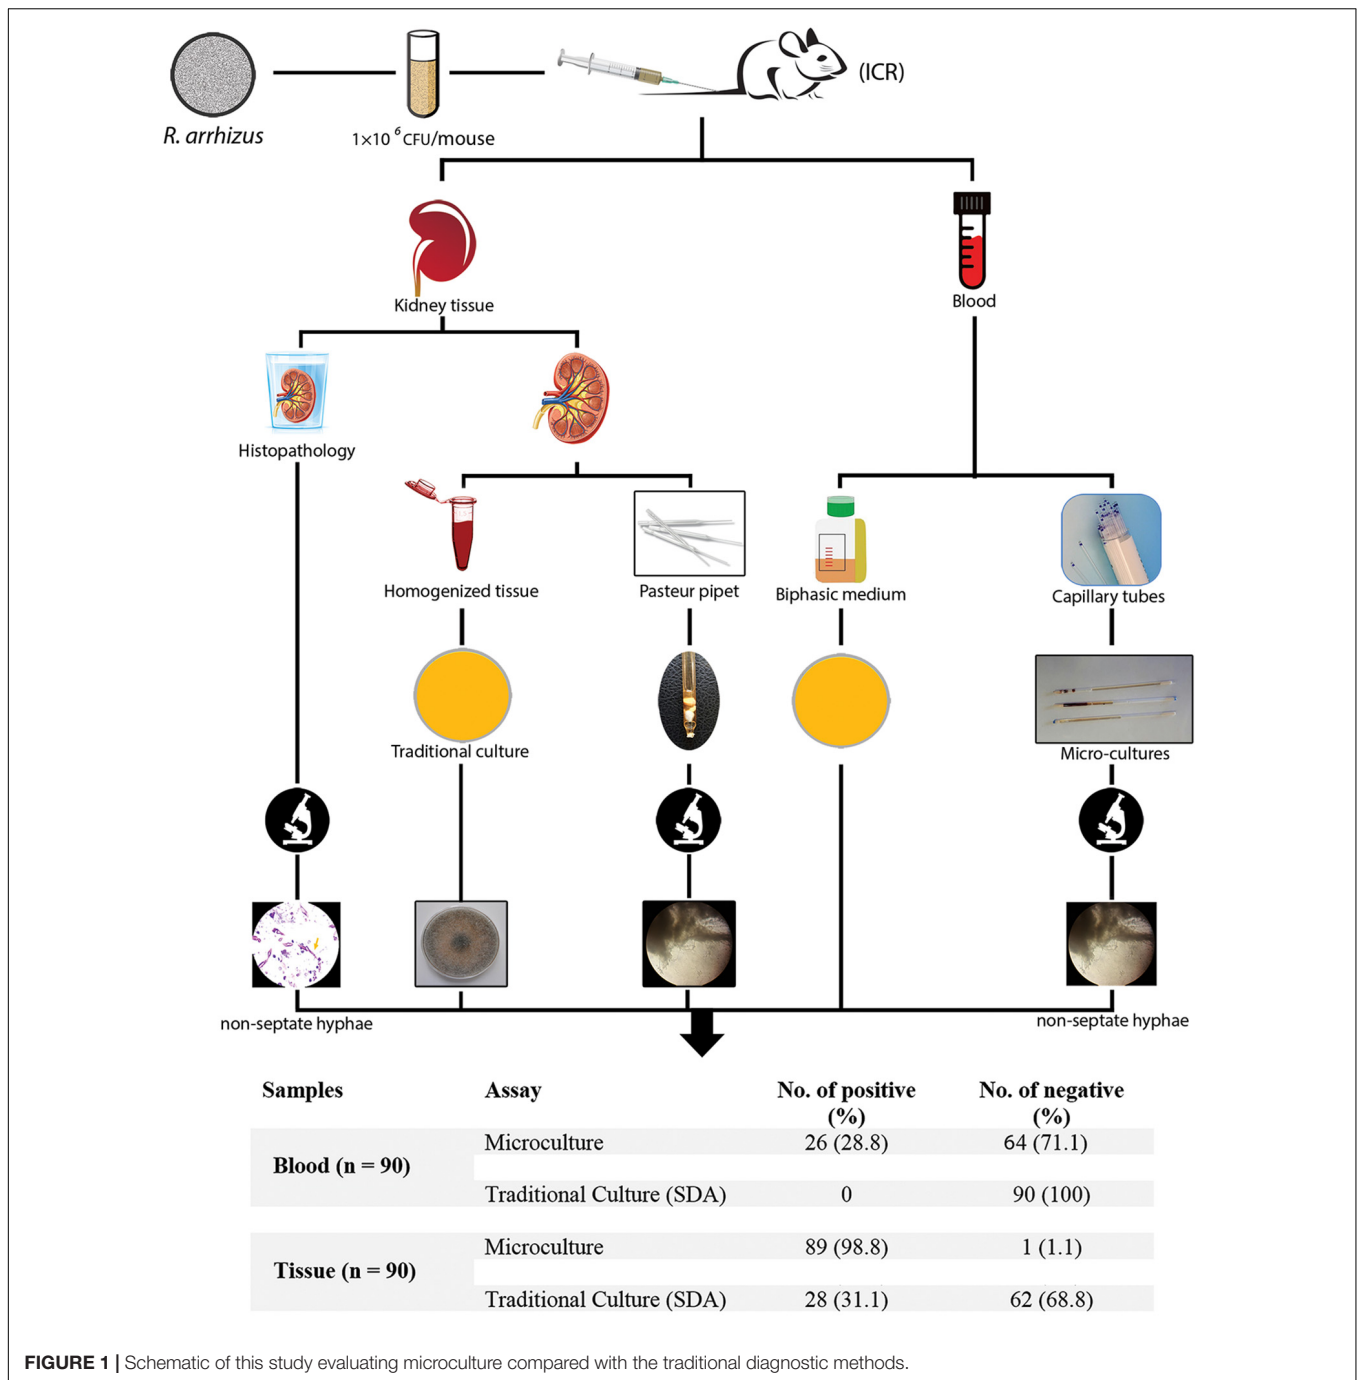 (ICR)
R. arrhizus
1×10 ⁶ CFU/mouse
Kidney tissue
Blood
Histopathology
Homogenized tissue
Pasteur pipet
Biphasic medium
Capillary tubes
Traditional culture
Micro-cultures
non-septate hyphae
non-septate hyphae
Samples Assay No. of positive (%) No. of negative (%)
Blood (n = 90)
Microculture 26 (28.8) 64 (71.1)
Traditional Culture (SDA) 0 90 (100)
Tissue (n = 90)
Microculture 89 (98.8) 1 (1.1)
Traditional Culture (SDA) 28 (31.1) 62 (68.8)
FIGURE 1 | Schematic of this study evaluating microculture compared with the traditional diagnostic methods.